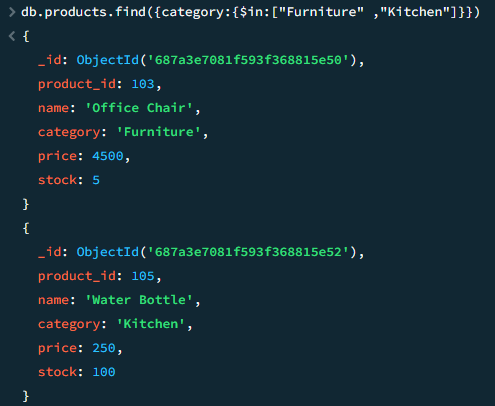 > db.products.find({category:{$in:["Furniture" ,"Kitchen"]}})
< {
_id: ObjectId('687a3e7081f593f368815e50'),
product_id: 103,
name: 'Office Chair',
category: 'Furniture',
price: 4500,
stock: 5
}
{
_id: ObjectId('687a3e7081f593f368815e52'),
product_id: 105,
name: 'Water Bottle',
category: 'Kitchen',
price: 250,
stock: 100
}